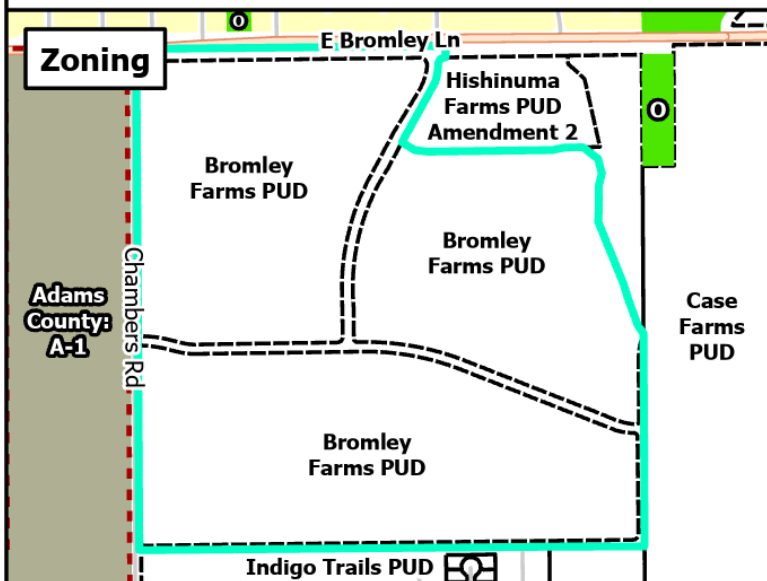 O
E Bromley Ln
Zoning
Hishinuma
Farms PUD
Amendment 2
O
Bromley
Farms PUD
Bromley
Farms PUD
Chambers Rd
Adams
County:
A-1
Case
Farms
PUD
Bromley
Farms PUD
Indigo Trails PUD